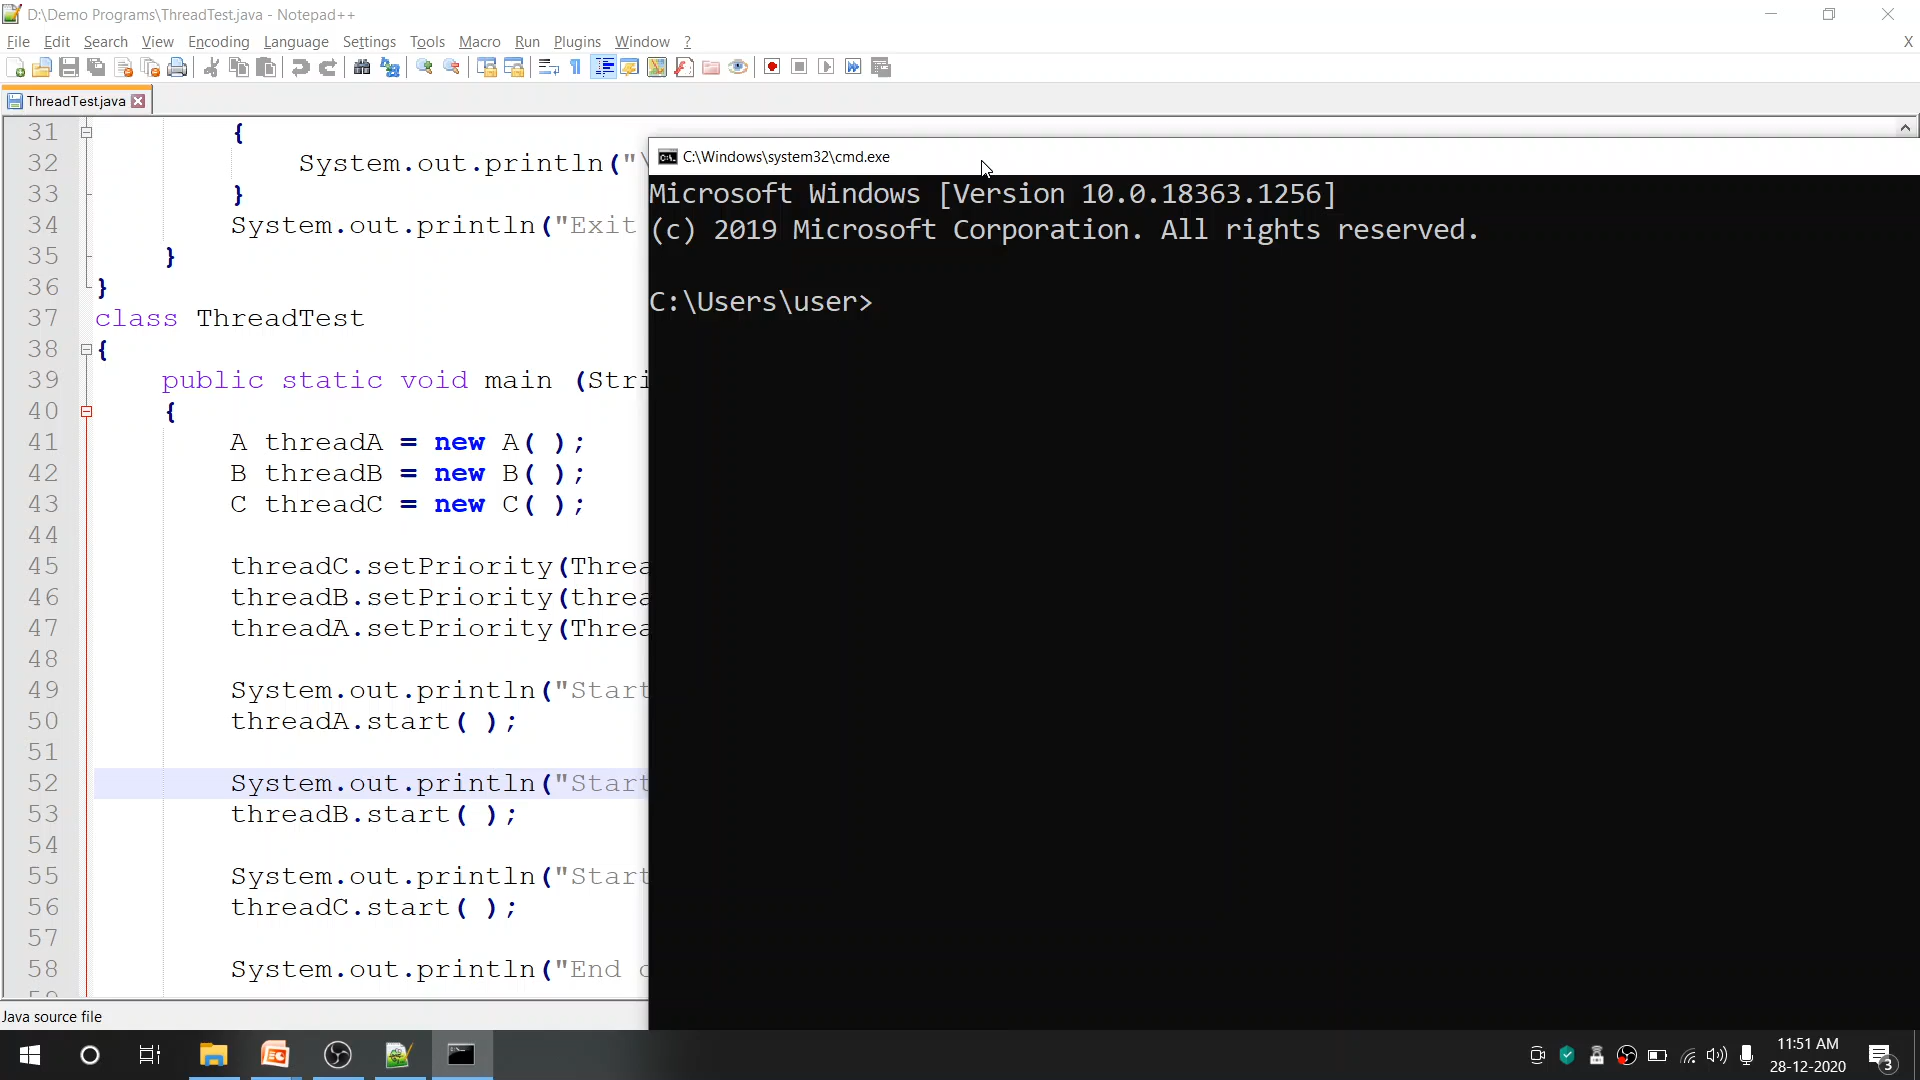 D:\Demo Programs\ThreadTest.java - Notepad++
File Edit Search View Encoding Language Settings Tools Macro Run Plugins Window ? X
ThreadTest.java
31 {
32 System.out.println("\
33 }
34 System.out.println("Exit
35 }
36 }
37 class ThreadTest
38 {
39 public static void main (Stri
40 {
41 A threadA = new A( );
42 B threadB = new B( );
43 C threadC = new C( );
44
45 threadC.setPriority(Threa
46 threadB.setPriority(threa
47 threadA.setPriority(Threa
48
49 System.out.println("Start
50 threadA.start( );
51
52 System.out.println("Start
53 threadB.start( );
54
55 System.out.println("Start
56 threadC.start( );
57
58 System.out.println("End o
59
C:\Windows\system32\cmd.exe
Microsoft Windows [Version 10.0.18363.1256]
(c) 2019 Microsoft Corporation. All rights reserved.
C:\Users\user>
Java source file
11:51 AM
28-12-2020
3